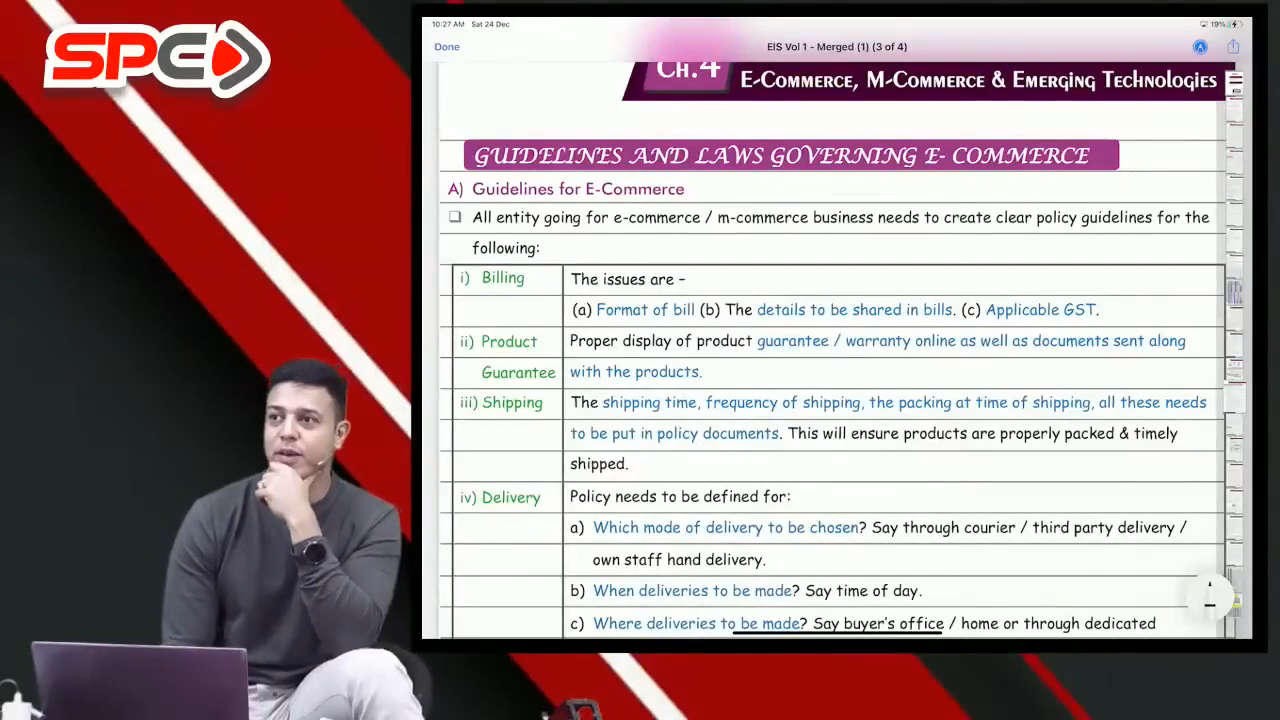 SPC
10:27 AM Sat 24 Dec
19%
Done
EIS Vol 1 - Merged (1) (3 of 4)
CH.4
E-COMMERCE, M-COMMERCE & EMERGING TECHNOLOGIES
GUIDELINES AND LAWS GOVERNING E- COMMERCE
A) Guidelines for E-Commerce
❑ All entity going for e-commerce / m-commerce business needs to create clear policy guidelines for the
following:
i) Billing
The issues are –
(a) Format of bill (b) The details to be shared in bills. (c) Applicable GST.
ii) Product
Guarantee
Proper display of product guarantee / warranty online as well as documents sent along
with the products.
iii) Shipping
The shipping time, frequency of shipping, the packing at time of shipping, all these needs
to be put in policy documents. This will ensure products are properly packed & timely
shipped.
iv) Delivery
Policy needs to be defined for:
a) Which mode of delivery to be chosen? Say through courier / third party delivery /
own staff hand delivery.
b) When deliveries to be made? Say time of day.
c) Where deliveries to be made? Say buyer's office / home or through dedicated